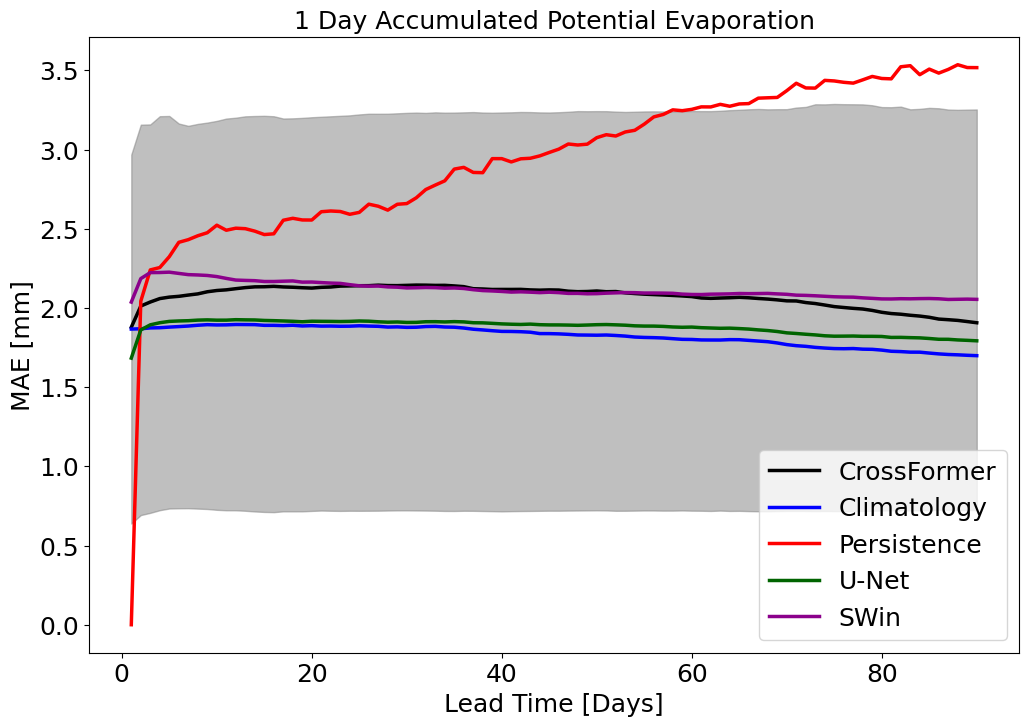 1 Day Accumulated Potential Evaporation
MAE [mm]
3.5
3.0
2.5
2.0
1.5
1.0
0.5
0.0
CrossFormer
Climatology
Persistence
U-Net
SWin
0 20 40 60 80
Lead Time [Days]